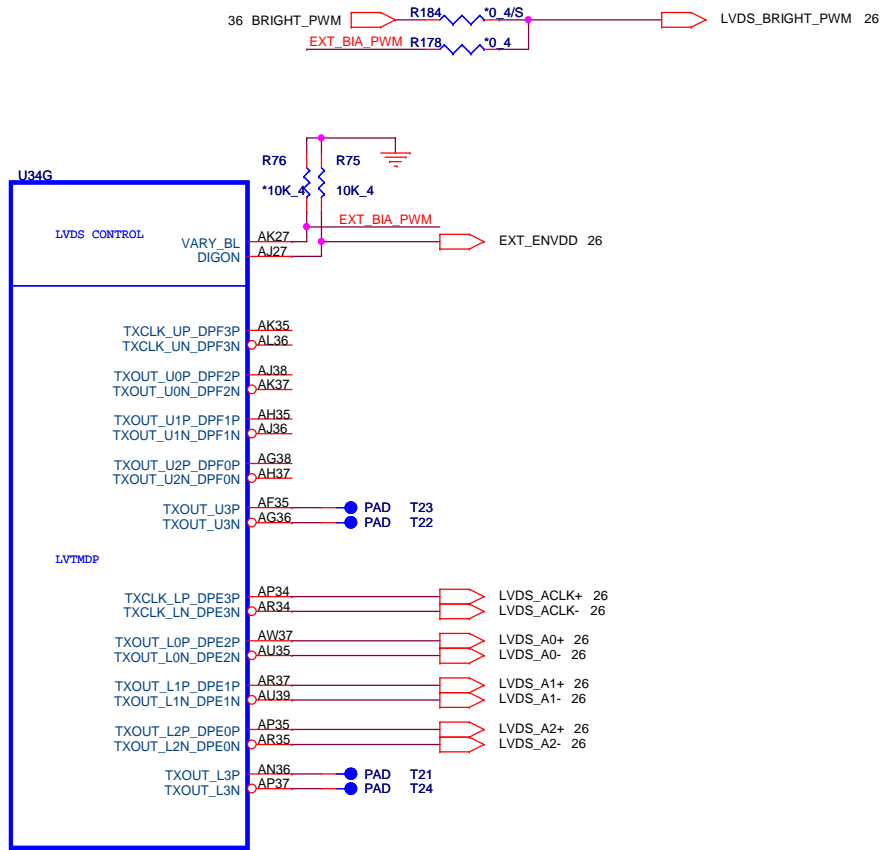 36 BRIGHT_PWM R184 *0_4/S LVDS_BRIGHT_PWM 26
EXT_BIA_PWM R178 *0_4
U34G
R76 R75
*10K_4 10K_4
LVDS CONTROL
EXT_BIA_PWM
VARY_BL AK27
DIGON AJ27
EXT_ENVDD 26
TXCLK_UP_DPF3P AK35
TXCLK_UN_DPF3N AL36
TXOUT_U0P_DPF2P AJ38
TXOUT_U0N_DPF2N AK37
TXOUT_U1P_DPF1P AH35
TXOUT_U1N_DPF1N AJ36
TXOUT_U2P_DPF0P AG38
TXOUT_U2N_DPF0N AH37
TXOUT_U3P AF35 PAD T23
TXOUT_U3N AG36 PAD T22
LVTMDP
TXCLK_LP_DPE3P AP34 LVDS_ACLK+ 26
TXCLK_LN_DPE3N AR34 LVDS_ACLK- 26
TXOUT_L0P_DPE2P AW37 LVDS_A0+ 26
TXOUT_L0N_DPE2N AU35 LVDS_A0- 26
TXOUT_L1P_DPE1P AR37 LVDS_A1+ 26
TXOUT_L1N_DPE1N AU39 LVDS_A1- 26
TXOUT_L2P_DPE0P AP35 LVDS_A2+ 26
TXOUT_L2N_DPE0N AR35 LVDS_A2- 26
TXOUT_L3P AN36 PAD T21
TXOUT_L3N AP37 PAD T24